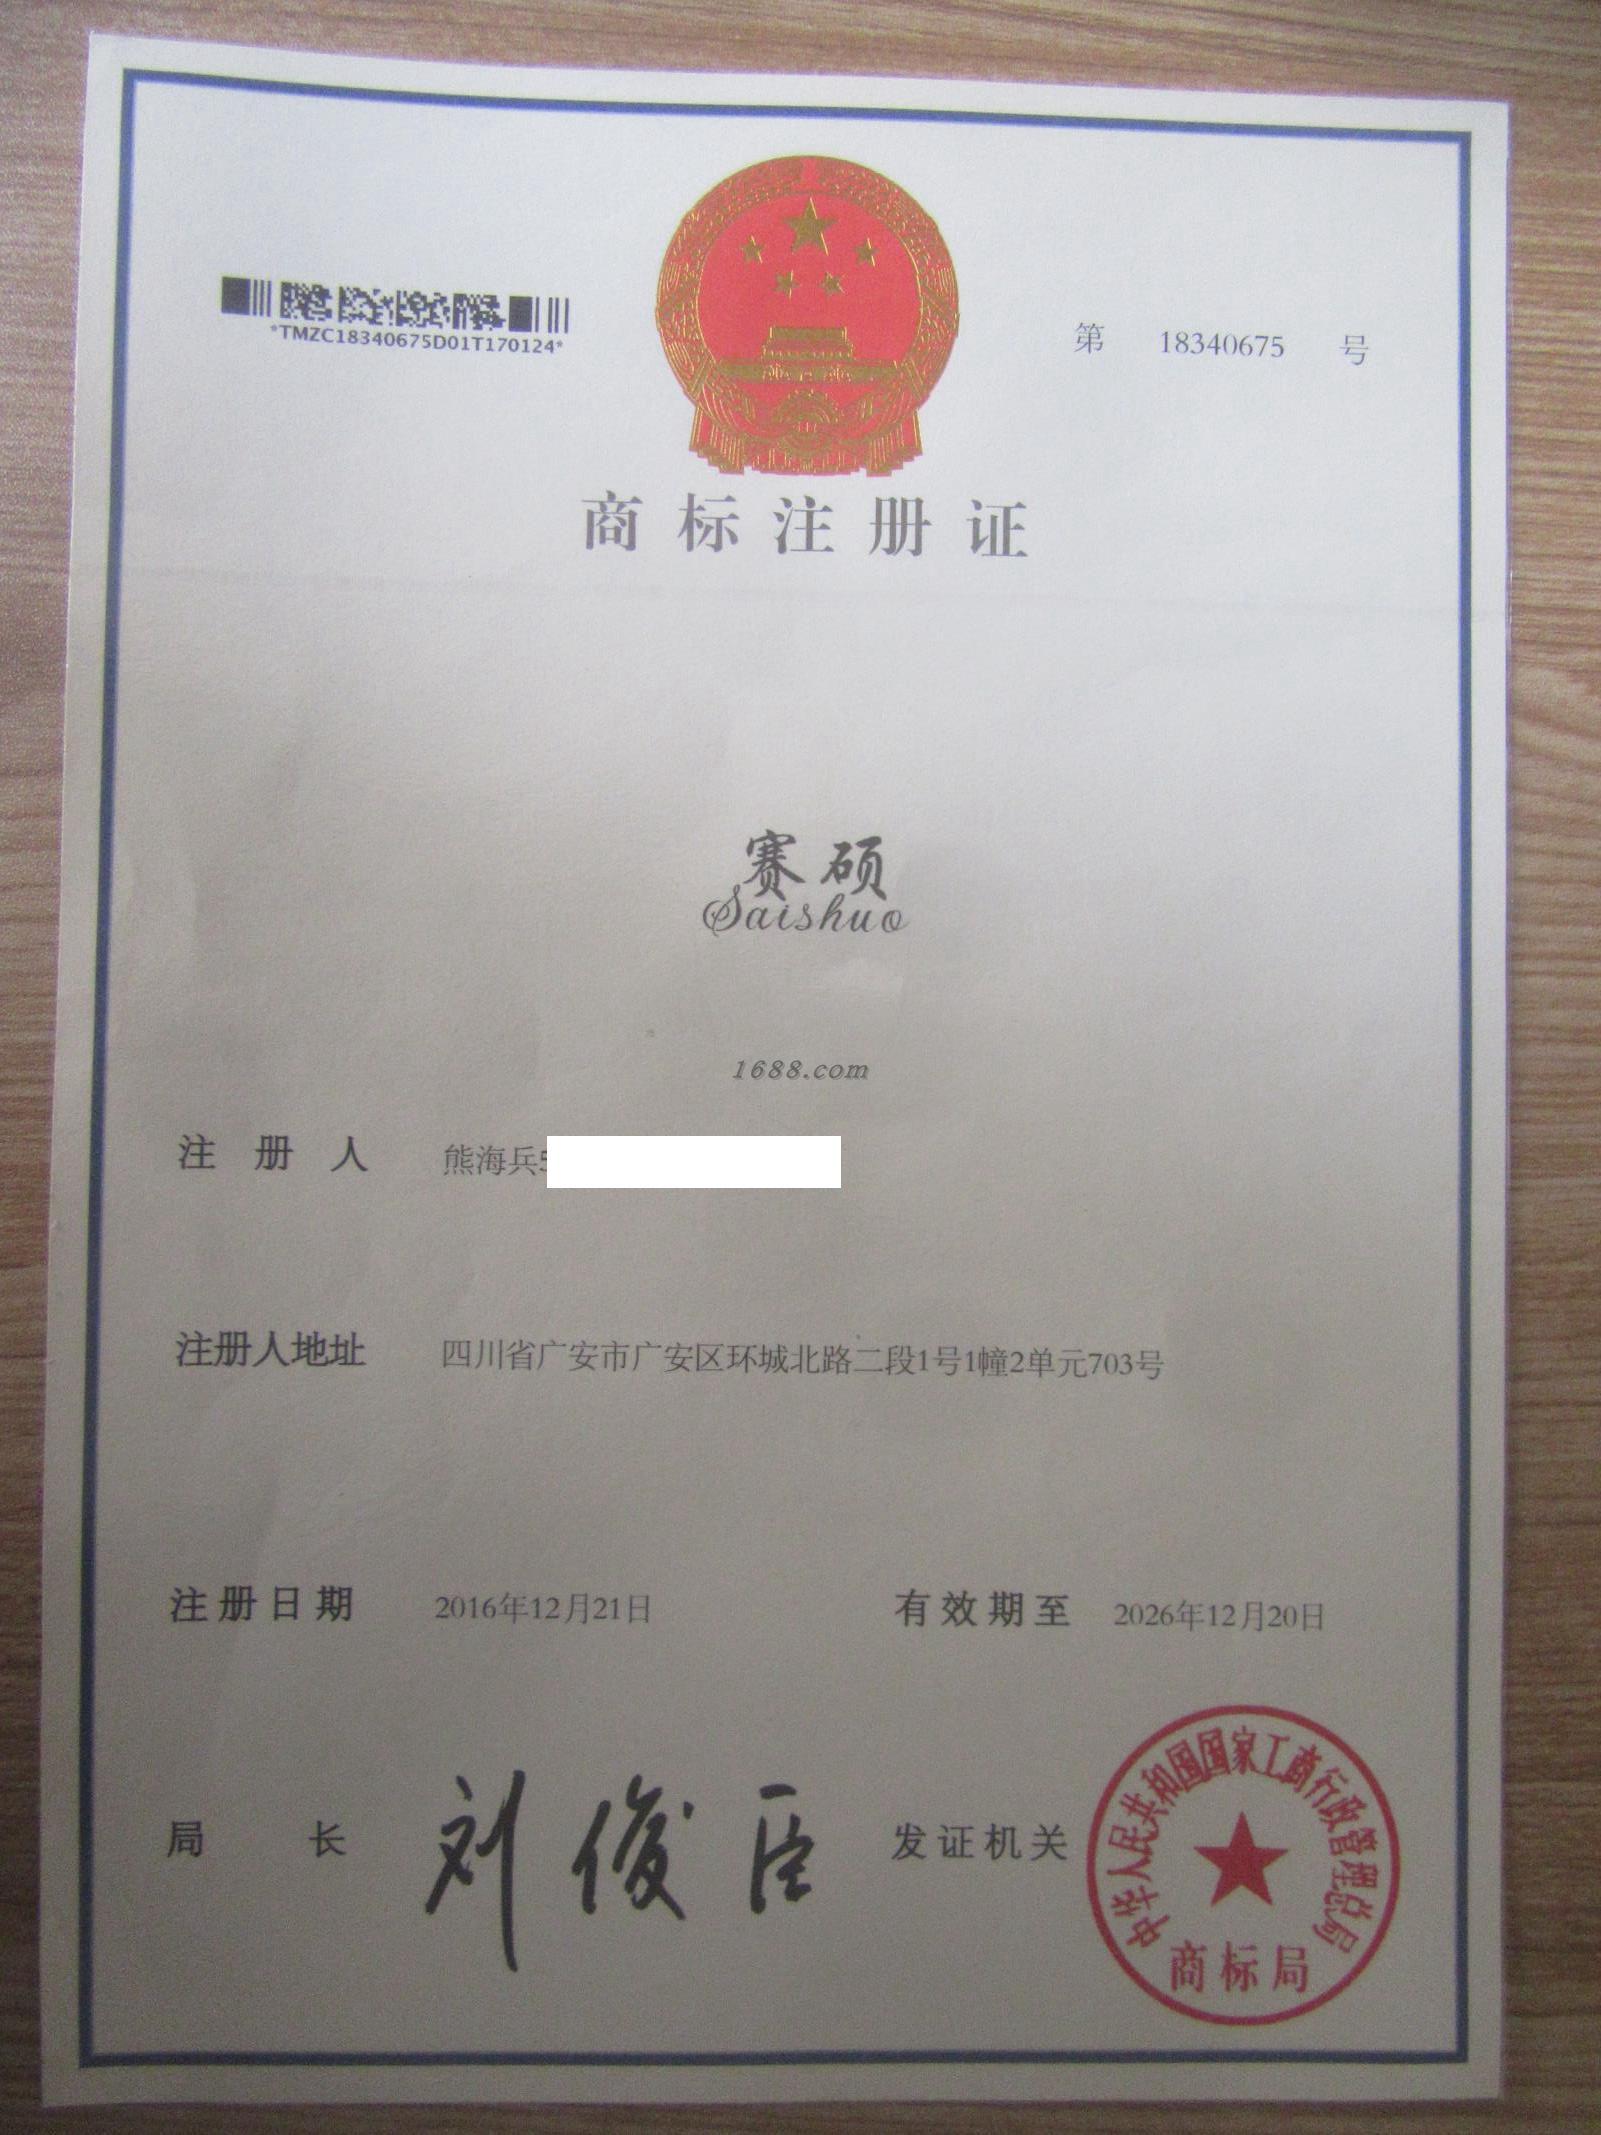 *TMZC18340675D01T170124*
第 18340675 号
商标注册证
赛硕
Saishuo
1688.com
注册人 熊海兵5
注册人地址 四川省广安市广安区环城北路二段1号1幢2单元703号
注册日期 2016年12月21日 有效期至 2026年12月20日
局长 刘俊臣 发证机关
中华人民共和国国家工商行政管理总局
商标局